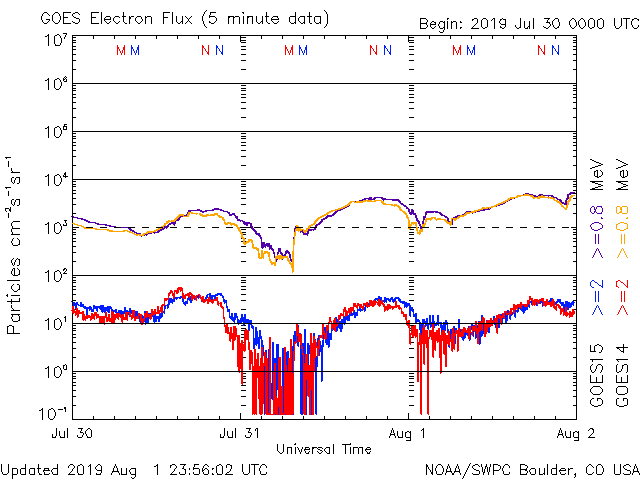 GOES Electron Flux (5 minute data)
Begin: 2019 Jul 30 0000 UTC
10^7
M M N N M M N N M M N N
10^6
10^5
10^4
10^3
10^2
10^1
10^0
10^-1
Particles cm^-2 s^-1 sr^-1
GOES15 >=2 >=0.8 MeV
GOES14 >=2 >=0.8 MeV
Jul 30 Jul 31 Aug 1 Aug 2
Universal Time
Updated 2019 Aug 1 23:56:02 UTC
NOAA/SWPC Boulder, CO USA